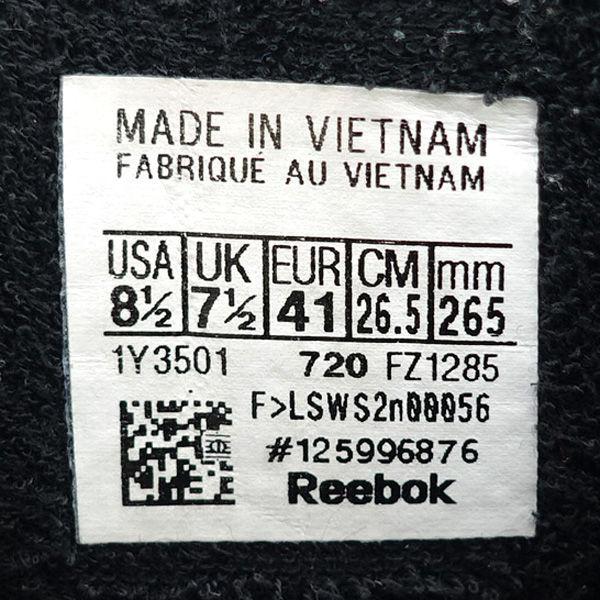 MADE IN VIETNAM
FABRIQUÉ AU VIETNAM
USA UK EUR CM mm
8½ 7½ 41 26.5 265
1Y3501 720 FZ1285
F>LSWS2n00056
#125996876
Reebok